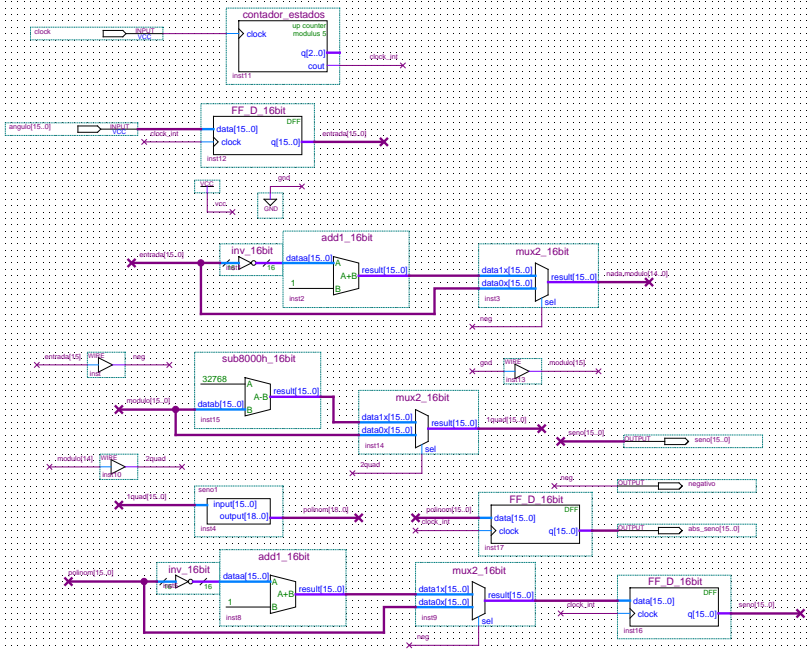 contador_estados
up counter
modulus 5
clock
INPUT
VCC
clock
q[2..0]
cout
clock_int
inst11
FF_D_16bit
DFF
angulo[15..0]
INPUT
VCC
data[15..0]
clock_int
clock
q[15..0]
entrada[15..0]
inst12
VCC
gnd
vcc
GND
entrada[15..0]
inv_16bit
16
add1_16bit
dataa[15..0]
A
A+B
result[15..0]
1
B
inst2
mux2_16bit
data1x[15..0]
data0x[15..0]
result[15..0]
nada,modulo[14..0]
inst3
sel
neg
entrada[15]
WIRE
neg
inst
sub8000h_16bit
32768
A
A-B
result[15..0]
modulo[15..0]
datab[15..0]
B
inst15
gnd
WIRE
modulo[15]
inst13
mux2_16bit
data1x[15..0]
data0x[15..0]
result[15..0]
1quad[15..0]
inst14
sel
2quad
seno[15..0]
OUTPUT
seno[15..0]
modulo[14]
WIRE
2quad
inst10
neg
OUTPUT
negativo
1quad[15..0]
seno1
input[15..0]
output[18..0]
polinom[18..0]
inst4
FF_D_16bit
DFF
polinom[15..0]
data[15..0]
clock_int
clock
q[15..0]
OUTPUT
abs_seno[15..0]
inst17
polinom[15..0]
inv_16bit
16
add1_16bit
dataa[15..0]
A
A+B
result[15..0]
1
B
inst8
mux2_16bit
data1x[15..0]
data0x[15..0]
result[15..0]
inst9
sel
neg
FF_D_16bit
DFF
data[15..0]
clock_int
clock
q[15..0]
seno[15..0]
inst16